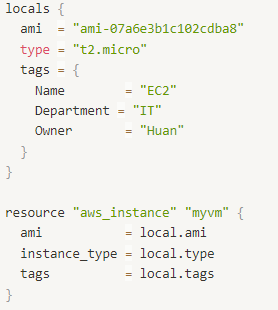 locals {
  ami  = "ami-07a6e3b1c102cdba8"
  type = "t2.micro"
  tags = {
    Name       = "EC2"
    Department = "IT"
    Owner      = "Huan"
  }
}

resource "aws_instance" "myvm" {
  ami           = local.ami
  instance_type = local.type
  tags          = local.tags
}